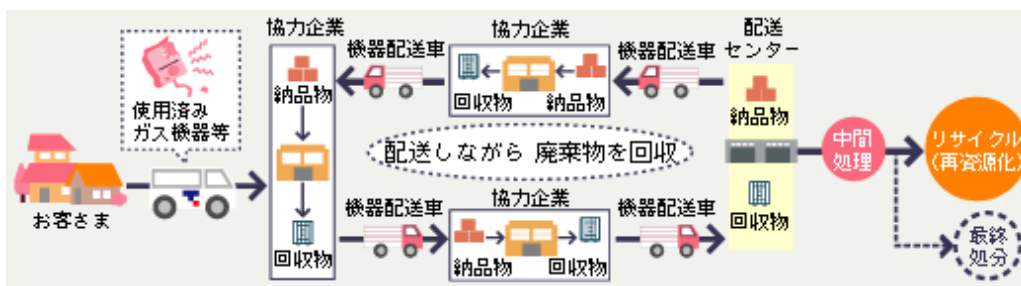 使用済み
ガス機器等
お客さま
協力企業
納品物
回収物
機器配送車
協力企業
回収物
納品物
機器配送車
配送
センター
納品物
回収物
配送しながら 廃棄物を回収
機器配送車
協力企業
納品物
回収物
機器配送車
中間
処理
リサイクル
(再資源化)
最終
処分